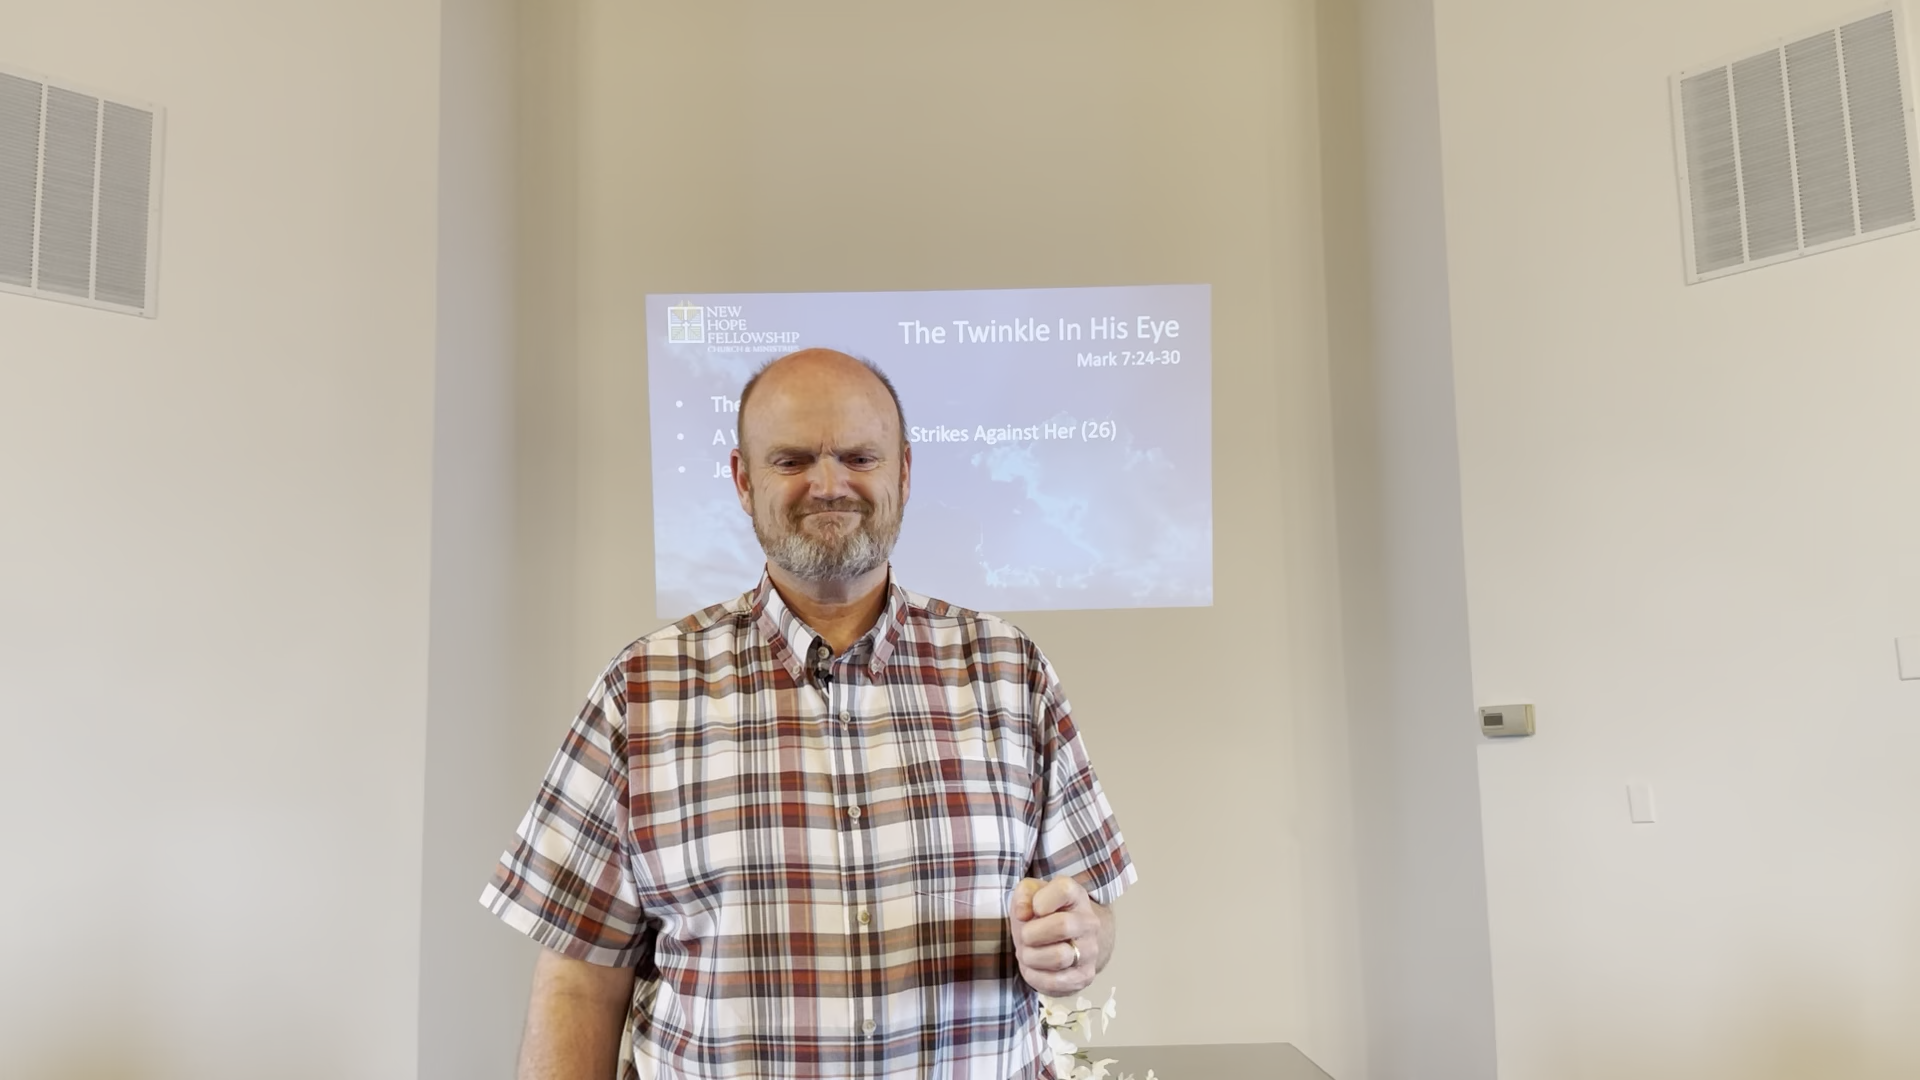 NEW
HOPE
FELLOWSHIP
CHURCH & MINISTRIES
The Twinkle In His Eye
Mark 7:24-30
• The
• A Strikes Against Her (26)
•